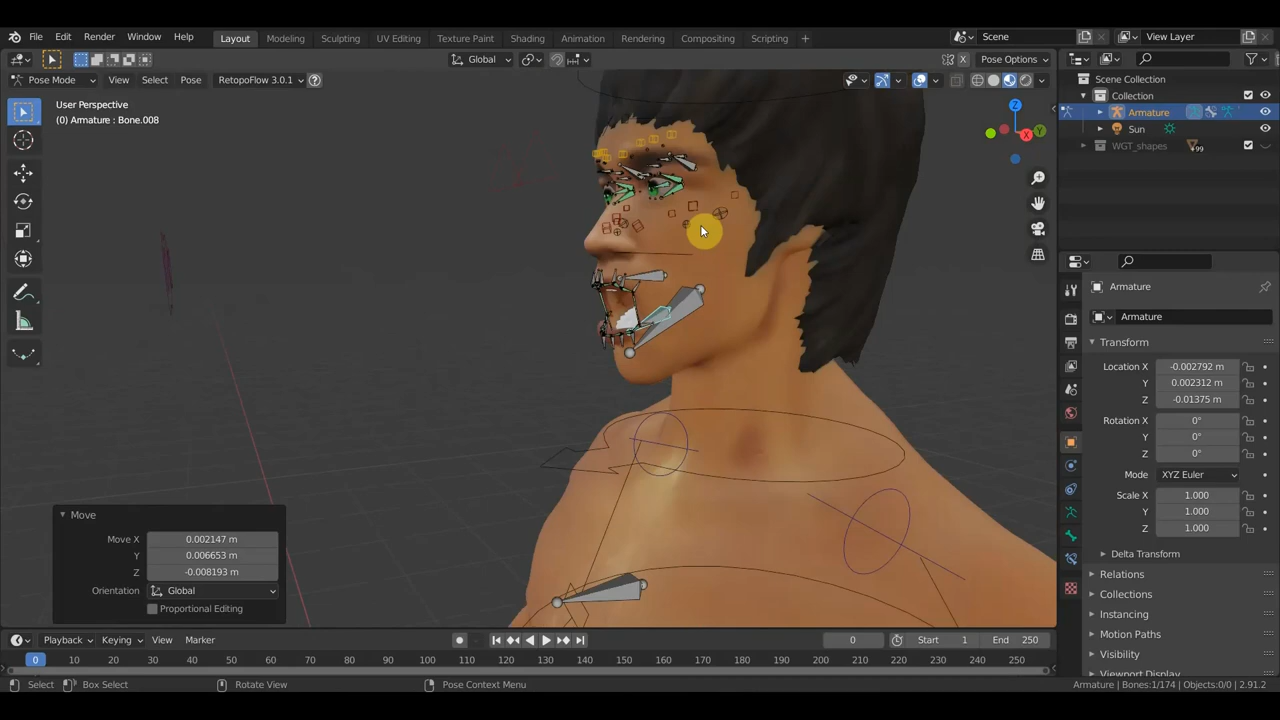 File Edit Render Window Help Layout Modeling Sculpting UV Editing Texture Paint Shading Animation Rendering Compositing Scripting + Scene View Layer
Global Pose Options
Pose Mode View Select Pose RetopoFlow 3.0.1
User Perspective
(0) Armature : Bone.008
Z
Y
X
Scene Collection
Collection
Armature
Sun
WGT_shapes +99
Armature
Armature
Transform
Location X -0.002792 m
Y 0.002312 m
Z -0.01375 m
Rotation X 0°
Y 0°
Z 0°
Mode XYZ Euler
Scale X 1.000
Y 1.000
Z 1.000
Delta Transform
Relations
Collections
Instancing
Motion Paths
Visibility
Viewport Display
Move
Move X 0.002147 m
Y 0.006653 m
Z -0.008193 m
Orientation Global
Proportional Editing
Playback Keying View Marker 0 Start 1 End 250
0 10 20 30 40 50 60 70 80 90 100 110 120 130 140 150 160 170 180 190 200 210 220 230 240 250
Select Box Select Rotate View Pose Context Menu Armature | Bones:1/174 | Objects:0/0 | 2.91.2